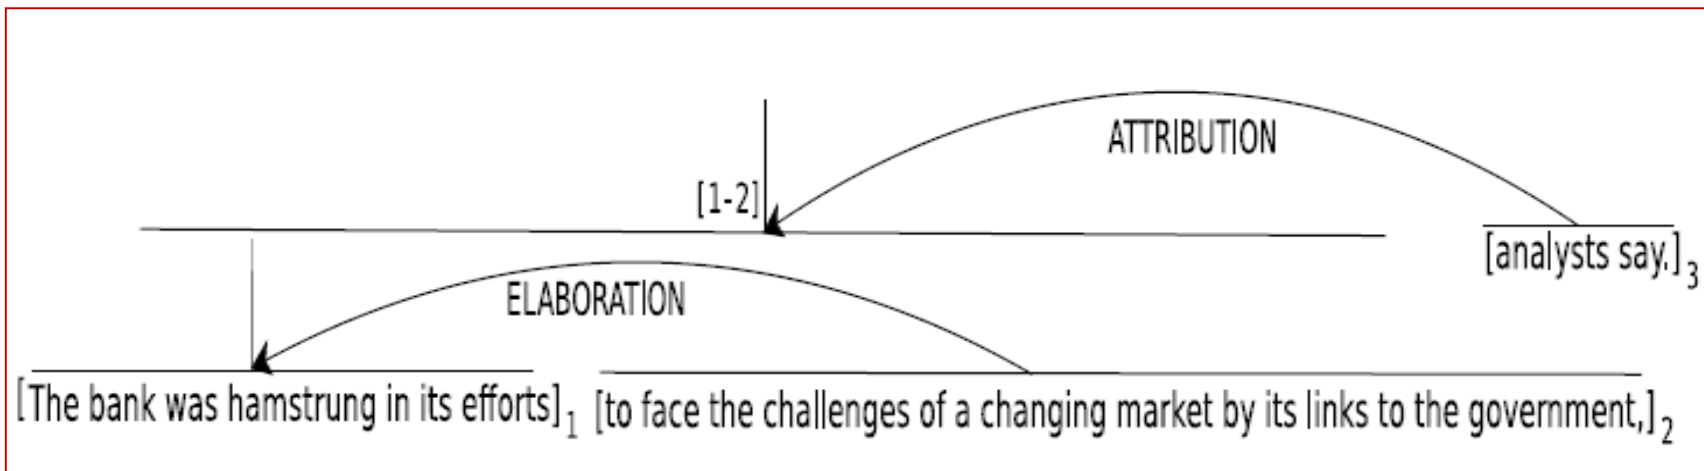 ATTRIBUTION
[1-2]
[analysts say.]3
ELABORATION
[The bank was hamstrung in its efforts]1 [to face the challenges of a changing market by its links to the government,]2